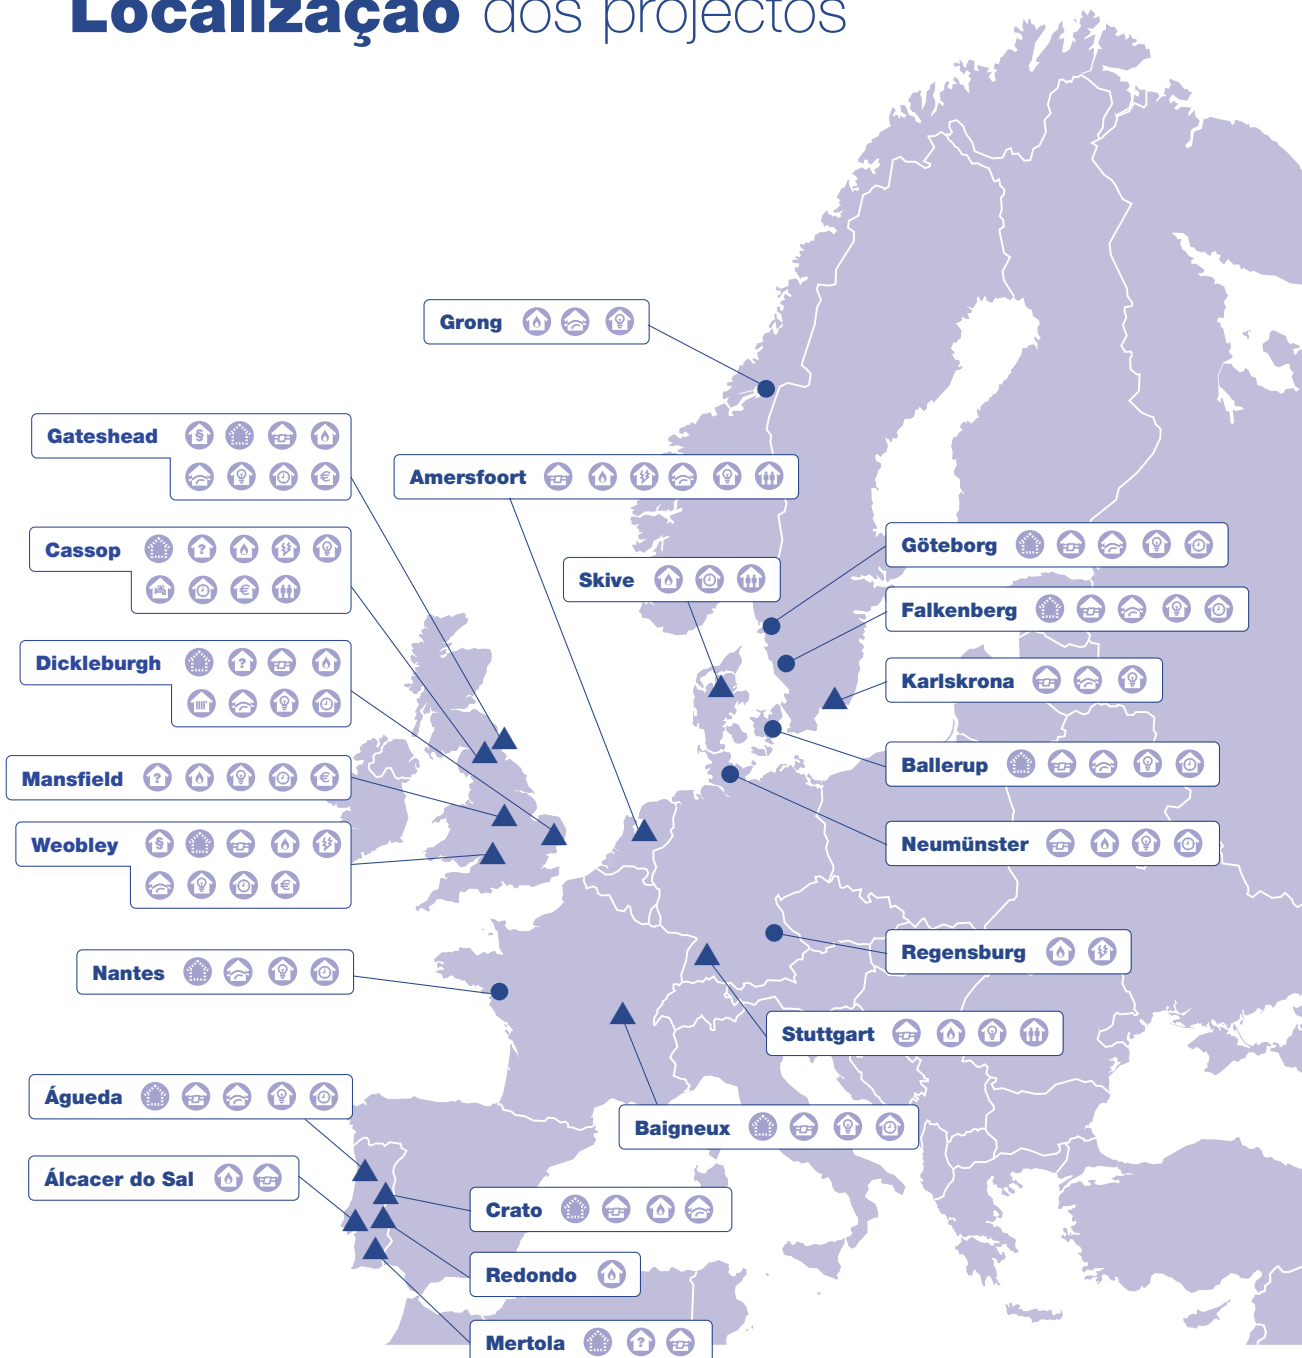 Localização dos projectos
Grong
Gateshead
Amersfoort
Cassop
Göteborg
Skive
Falkenberg
Dickleburgh
Karlskrona
Mansfield
Ballerup
Weobley
Neumünster
Nantes
Regensburg
Stuttgart
Águeda
Baigneux
Álcacer do Sal
Crato
Redondo
Mertola